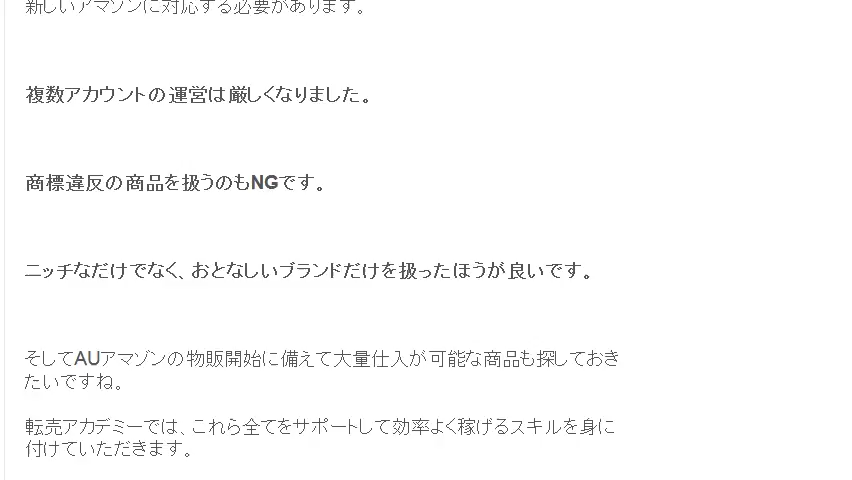 新しいアマゾンに対応する必要があります。
複数アカウントの運営は厳しくなりました。
商標違反の商品を扱うのもNGです。
ニッチなだけでなく、おとなしいブランドだけを扱ったほうが良いです。
そしてAUアマゾンの物販開始に備えて大量仕入が可能な商品も探しておき
たいですね。
転売アカデミーでは、これら全てをサポートして効率よく稼げるスキルを身に
付けていただきます。